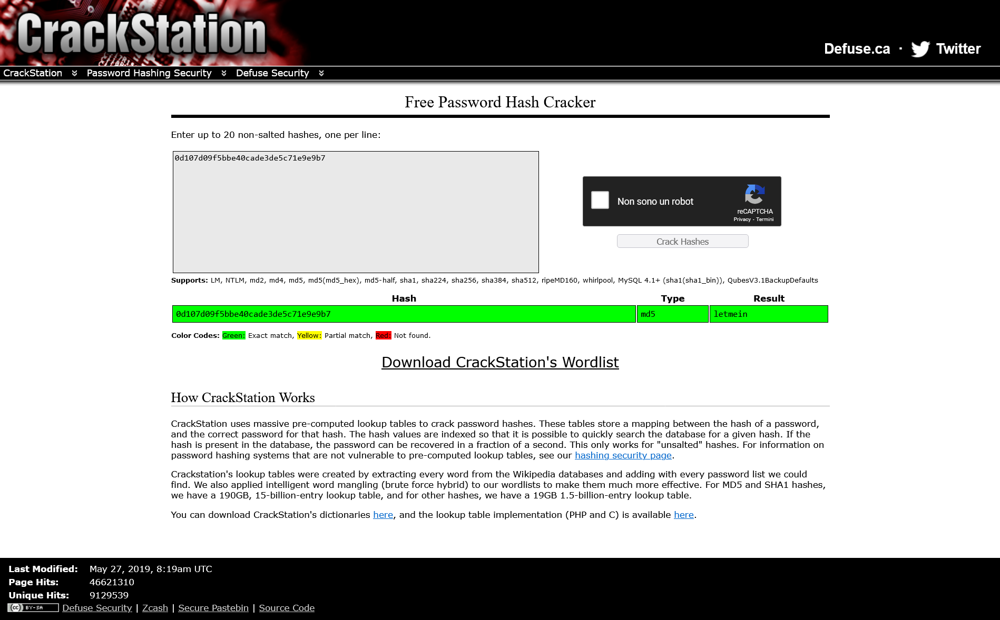 CrackStation
Defuse.ca · Twitter
CrackStation Password Hashing Security Defuse Security
Free Password Hash Cracker
Enter up to 20 non-salted hashes, one per line:
0d107d09f5bbe40cade3de5c71e9e9b7
Non sono un robot
reCAPTCHA
Privacy - Termini
Crack Hashes
Supports: LM, NTLM, md2, md4, md5, md5(md5_hex), md5-half, sha1, sha224, sha256, sha384, sha512, ripeMD160, whirlpool, MySQL 4.1+ (sha1(sha1_bin)), QubesV3.1BackupDefaults
Hash Type Result
0d107d09f5bbe40cade3de5c71e9e9b7 md5 letmein
Color Codes: Green: Exact match, Yellow: Partial match, Red: Not found.
Download CrackStation's Wordlist
How CrackStation Works
CrackStation uses massive pre-computed lookup tables to crack password hashes. These tables store a mapping between the hash of a password,
and the correct password for that hash. The hash values are indexed so that it is possible to quickly search the database for a given hash. If the
hash is present in the database, the password can be recovered in a fraction of a second. This only works for "unsalted" hashes. For information on
password hashing systems that are not vulnerable to pre-computed lookup tables, see our hashing security page.
Crackstation's lookup tables were created by extracting every word from the Wikipedia databases and adding with every password list we could
find. We also applied intelligent word mangling (brute force hybrid) to our wordlists to make them much more effective. For MD5 and SHA1 hashes,
we have a 190GB, 15-billion-entry lookup table, and for other hashes, we have a 19GB 1.5-billion-entry lookup table.
You can download CrackStation's dictionaries here, and the lookup table implementation (PHP and C) is available here.
Last Modified: May 27, 2019, 8:19am UTC
Page Hits: 46621310
Unique Hits: 9129539
cc BY-SA Defuse Security | Zcash | Secure Pastebin | Source Code